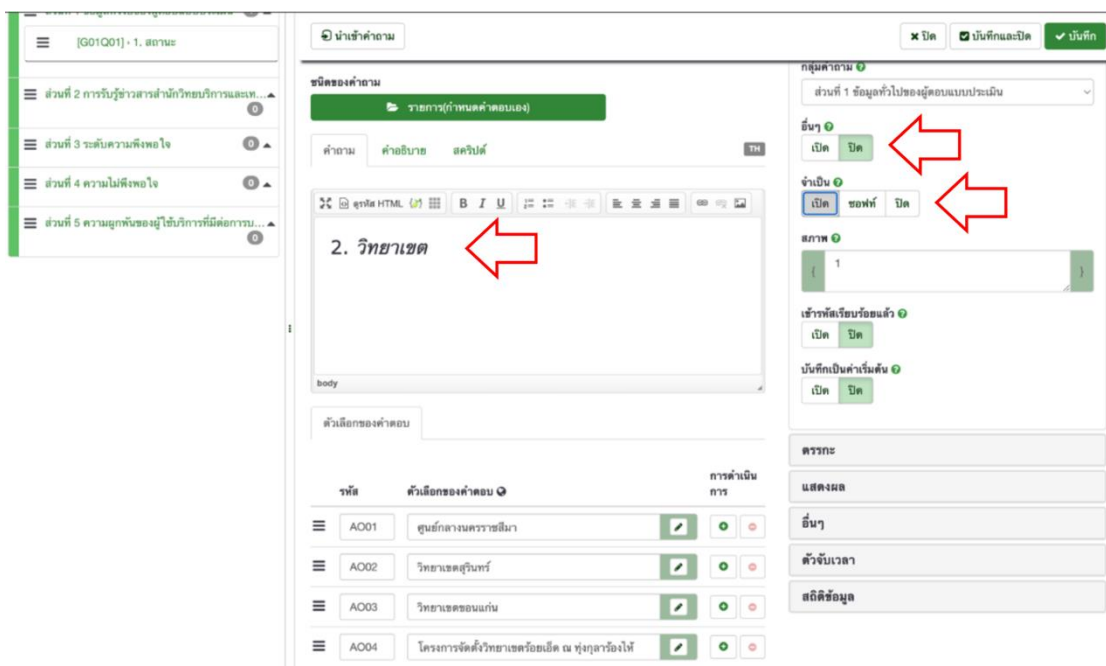 [G01Q01] › 1. สถานะ
ส่วนที่ 2 การรับรู้ข่าวสารสำนักวิทยบริการและเท...
0
ส่วนที่ 3 ระดับความพึงพอใจ 0
ส่วนที่ 4 ความไม่พึงพอใจ 0
ส่วนที่ 5 ความผูกพันของผู้ใช้บริการที่มีต่อการบ...
0
นำเข้าคำถาม
ปิด บันทึกและปิด บันทึก
ชนิดของคำถาม
รายการ(กำหนดคำตอบเอง)
คำถาม คำอธิบาย สคริปต์ TH
ดูรหัส HTML B I U
2. วิทยาเขต
body
ตัวเลือกของคำตอบ
รหัส ตัวเลือกของคำตอบ การดำเนินการ
AO01 ศูนย์กลางนครราชสีมา
AO02 วิทยาเขตสุรินทร์
AO03 วิทยาเขตขอนแก่น
AO04 โครงการจัดตั้งวิทยาเขตร้อยเอ็ด ณ ทุ่งกุลาร้องไห้
กลุ่มคำถาม
ส่วนที่ 1 ข้อมูลทั่วไปของผู้ตอบแบบประเมิน
อื่นๆ
เปิด ปิด
จำเป็น
เปิด ซอฟท์ ปิด
สภาพ
{ 1 }
เข้ารหัสเรียบร้อยแล้ว
เปิด ปิด
บันทึกเป็นค่าเริ่มต้น
เปิด ปิด
ตรรกะ
แสดงผล
อื่นๆ
ตัวจับเวลา
สถิติข้อมูล